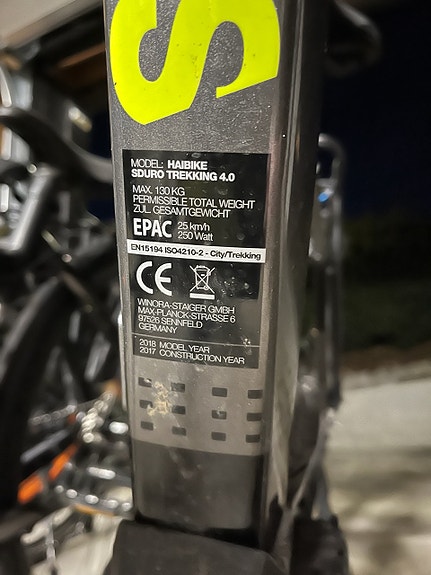 S
MODEL: HAIBIKE
SDURO TREKKING 4.0
MAX. 130 KG
PERMISSIBLE TOTAL WEIGHT
ZUL. GESAMTGEWICHT
EPAC 25 km/h
250 Watt
EN15194 ISO4210-2 - City/Trekking
CE
WINORA-STAIGER GMBH
MAX-PLANCK-STRASSE 6
97526 SENNFELD
GERMANY
2018 MODEL YEAR
2017 CONSTRUCTION YEAR